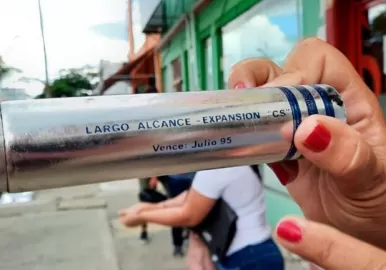 LARGO ALCANCE - EXPANSION "CS"
Vence: Julio 95